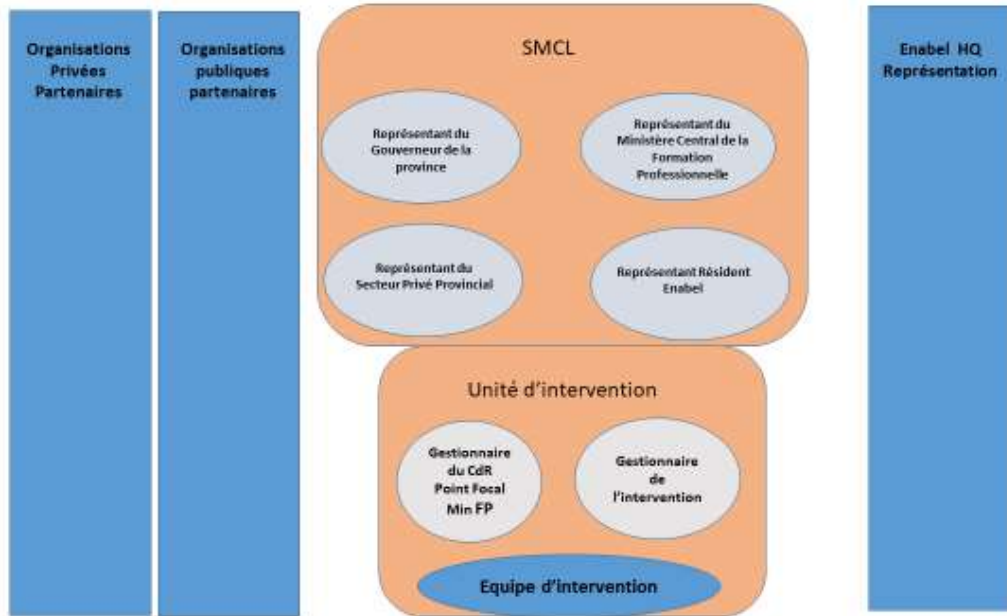 Organisations
Privées
Partenaires
Organisations
publiques
partenaires
SMCL
Représentant du
Gouverneur de la
province
Représentant du
Ministère Central de la
Formation
Professionnelle
Représentant du
Secteur Privé Provincial
Représentant Résident
Enabel
Unité d'intervention
Gestionnaire
du CdR
Point Focal
Min FP
Gestionnaire
de
l'intervention
Equipe d'intervention
Enabel HQ
Représentation